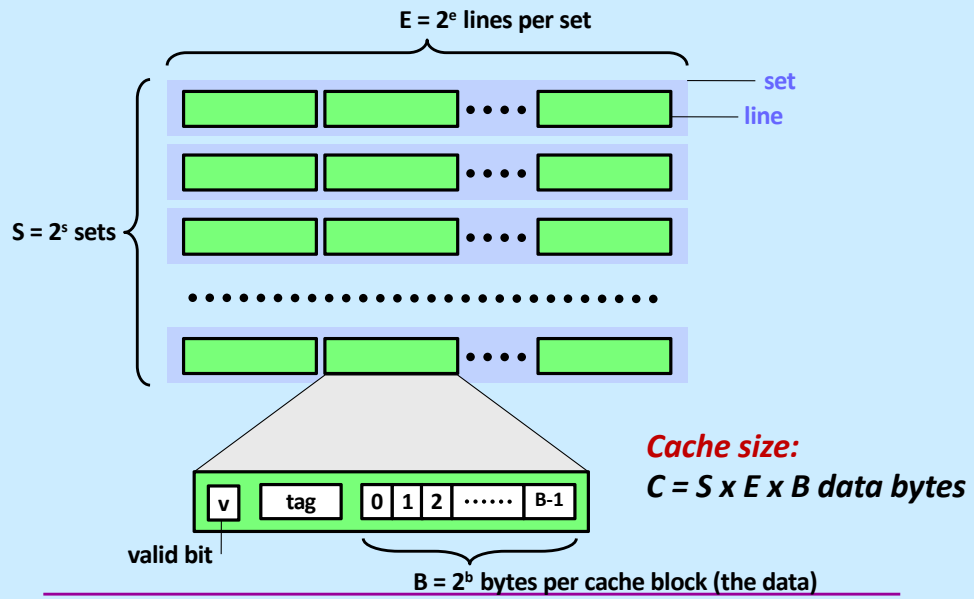 E = 2ᵉ lines per set
set
line
S = 2ˢ sets
Cache size:
C = S x E x B data bytes
v tag 0 1 2 •••••• B-1
valid bit
B = 2ᵇ bytes per cache block (the data)